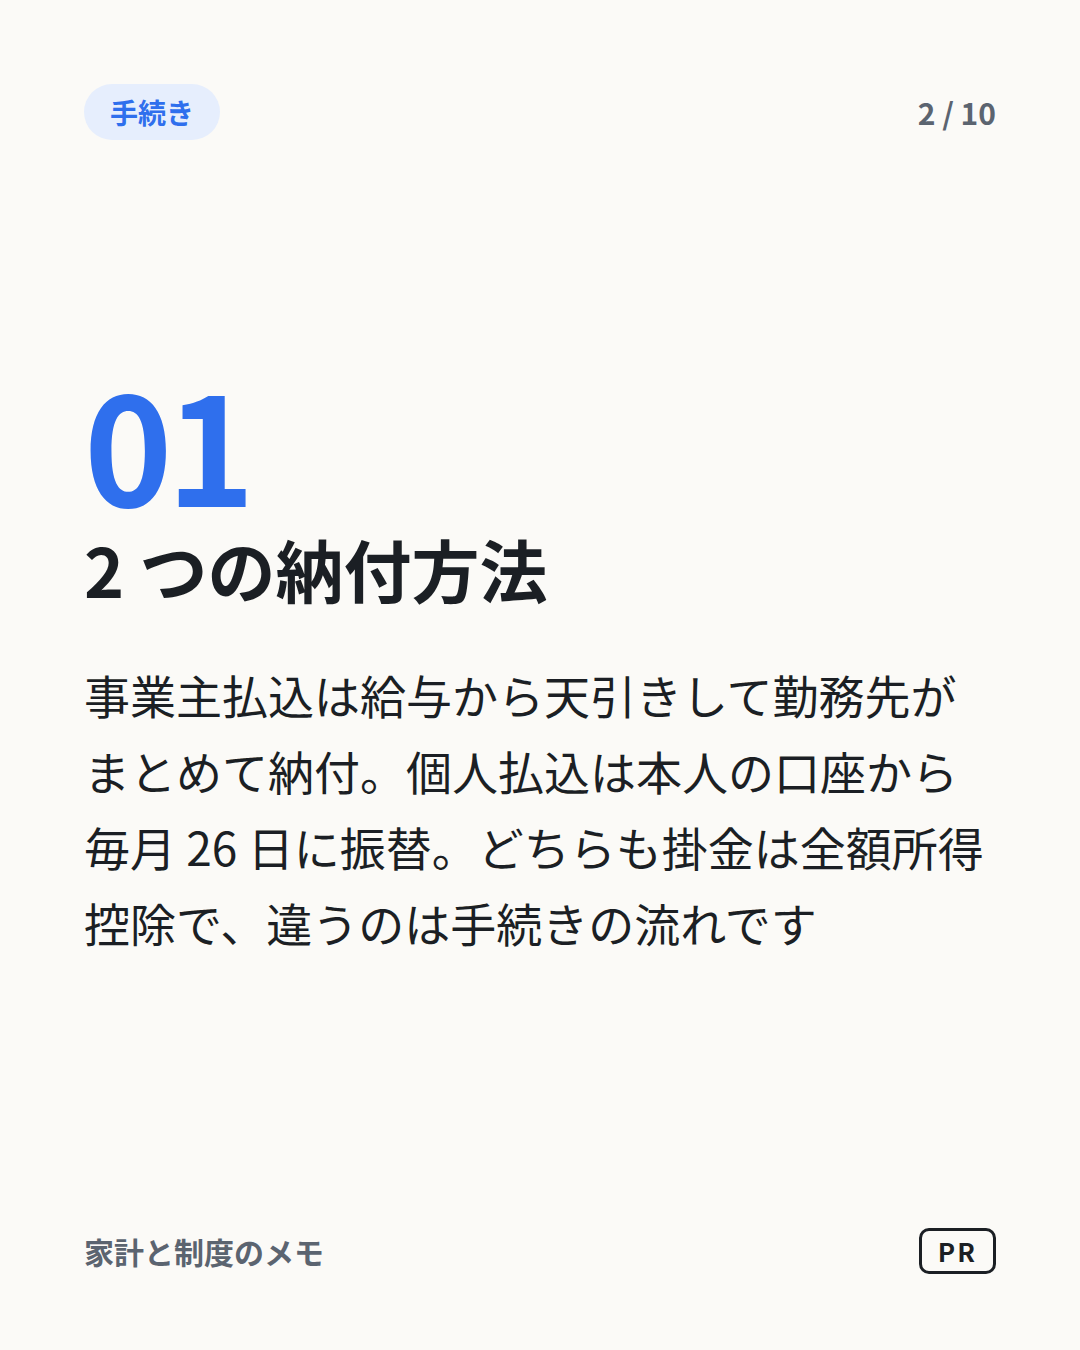 手続き
2 / 10
01
2 つの納付方法
事業主払込は給与から天引きして勤務先が
まとめて納付。個人払込は本人の口座から
毎月 26 日に振替。どちらも掛金は全額所得
控除で、違うのは手続きの流れです
家計と制度のメモ
PR